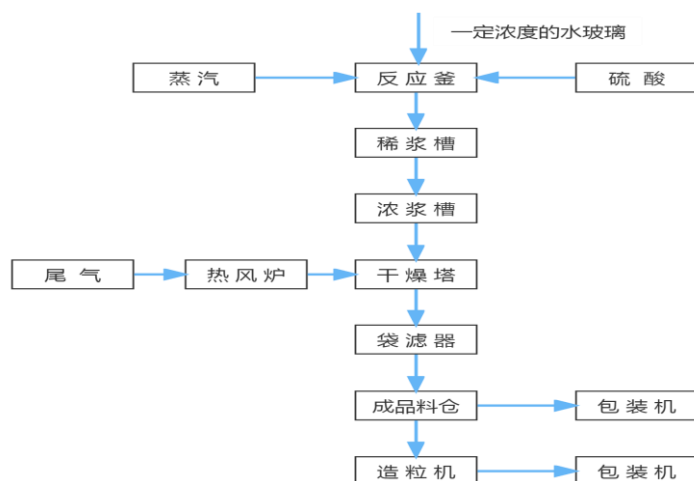 一定浓度的水玻璃
蒸汽
反应釜
硫酸
稀浆槽
浓浆槽
尾气
热风炉
干燥塔
袋滤器
成品料仓
包装机
造粒机
包装机